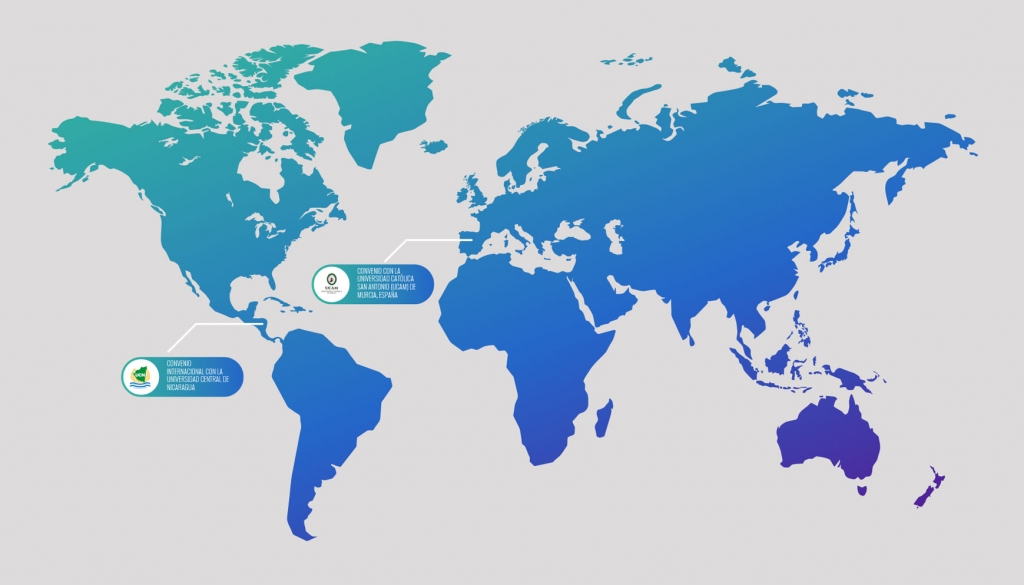 CONVENIO CON LA
UNIVERSIDAD CATÓLICA
SAN ANTONIO (UCAM) DE
MURCIA, ESPAÑA
UCAM
CONVENIO
INTERNACIONAL CON LA
UNIVERSIDAD CENTRAL DE
NICARAGUA
UCN